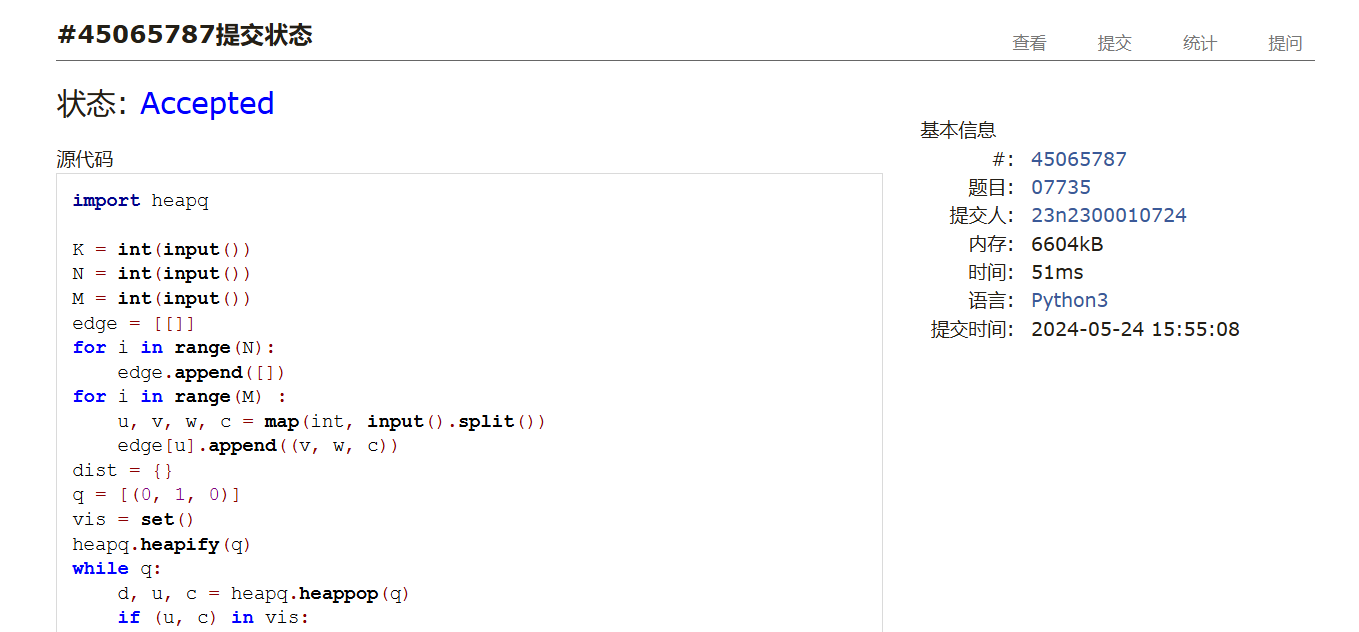 #45065787提交状态
查看 提交 统计 提问
状态: Accepted
源代码
import heapq
K = int(input())
N = int(input())
M = int(input())
edge = [[]]
for i in range(N):
    edge.append([])
for i in range(M) :
    u, v, w, c = map(int, input().split())
    edge[u].append((v, w, c))
dist = {}
q = [(0, 1, 0)]
vis = set()
heapq.heapify(q)
while q:
    d, u, c = heapq.heappop(q)
    if (u, c) in vis:
基本信息
#: 45065787
题目: 07735
提交人: 23n2300010724
内存: 6604kB
时间: 51ms
语言: Python3
提交时间: 2024-05-24 15:55:08